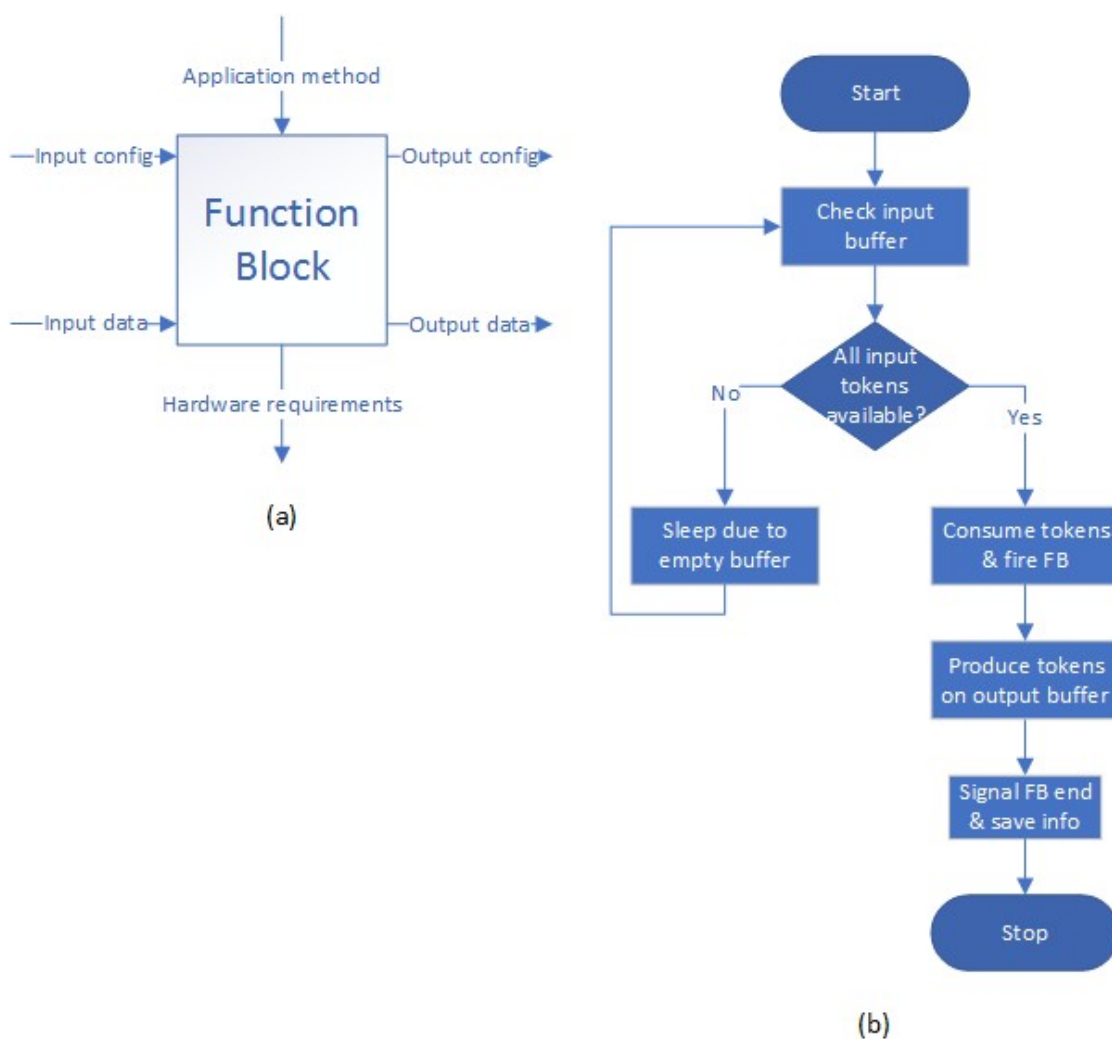 Application method
Input config
Output config
Function
Block
Input data
Output data
Hardware requirements
(a)
Start
Check input
buffer
All input
tokens
available?
No
Yes
Sleep due to
empty buffer
Consume tokens
& fire FB
Produce tokens
on output buffer
Signal FB end
& save info
Stop
(b)